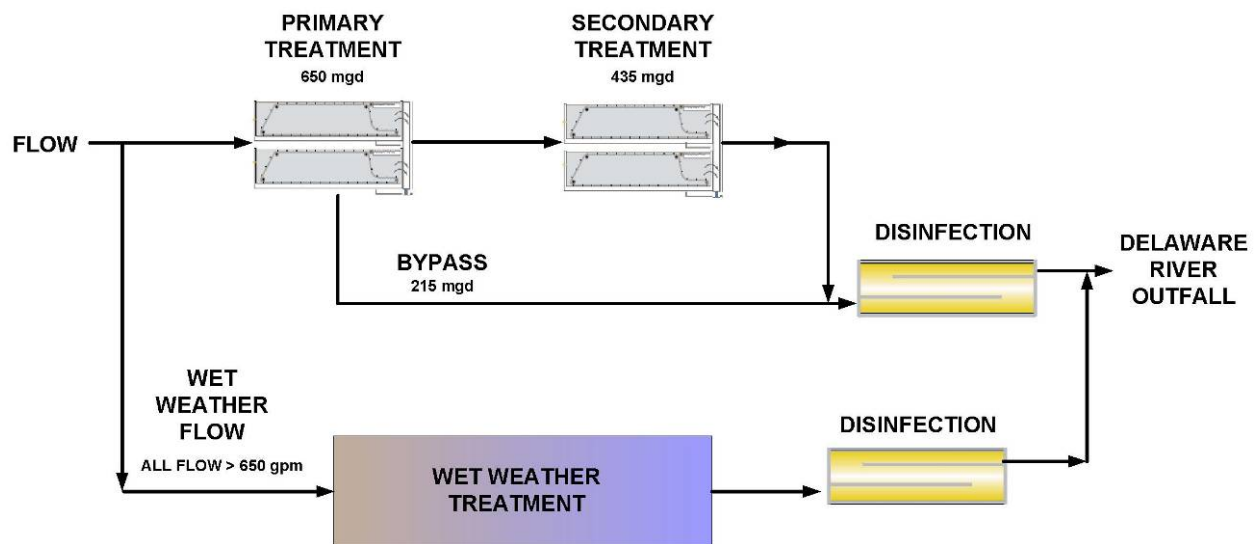 PRIMARY
TREATMENT
650 mgd
SECONDARY
TREATMENT
435 mgd
FLOW
BYPASS
215 mgd
DISINFECTION
DELAWARE
RIVER
OUTFALL
WET
WEATHER
FLOW
ALL FLOW > 650 gpm
WET WEATHER
TREATMENT
DISINFECTION